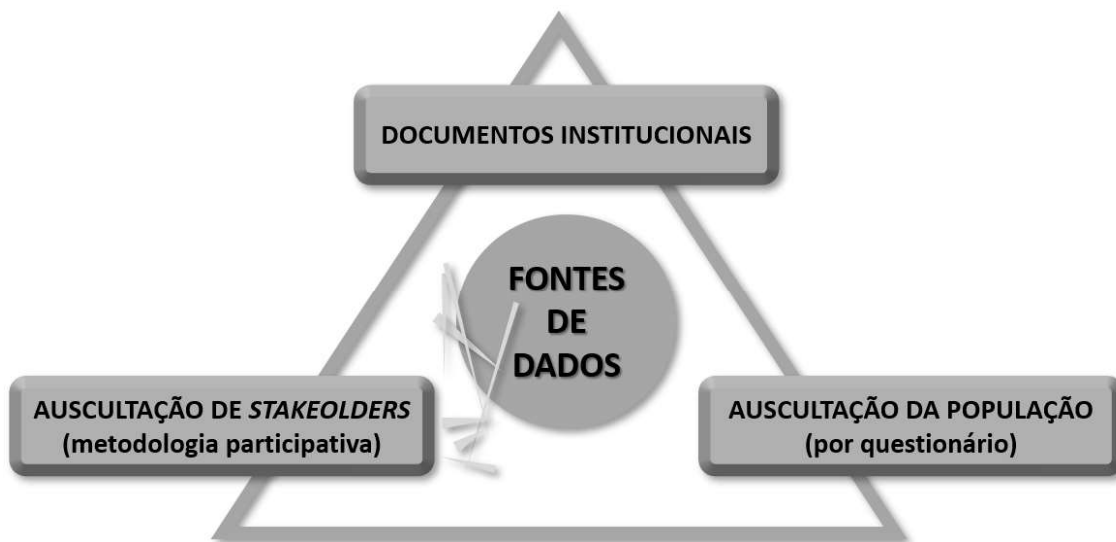 DOCUMENTOS INSTITUCIONAIS
FONTES
DE
DADOS
AUSCULTAÇÃO DE STAKEOLDERS
(metodologia participativa)
AUSCULTAÇÃO DA POPULAÇÃO
(por questionário)